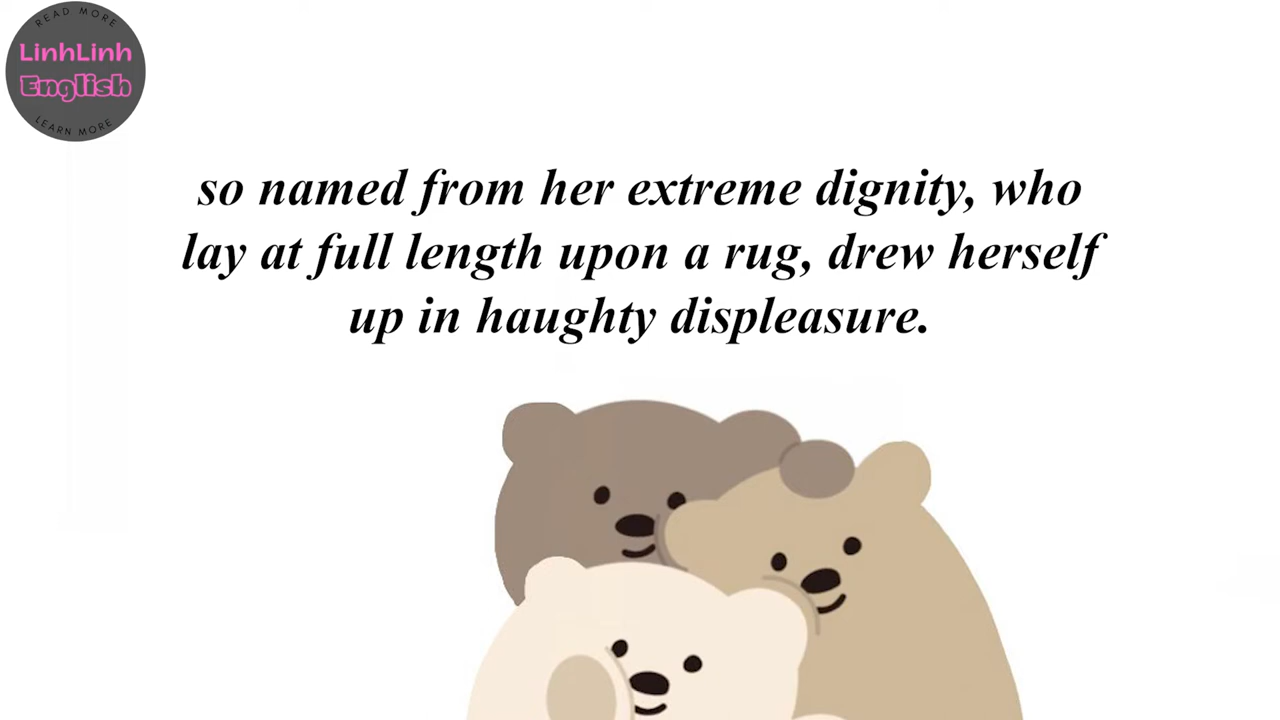 READ MORE
LinhLinh
English
LEARN MORE
so named from her extreme dignity, who
lay at full length upon a rug, drew herself
up in haughty displeasure.